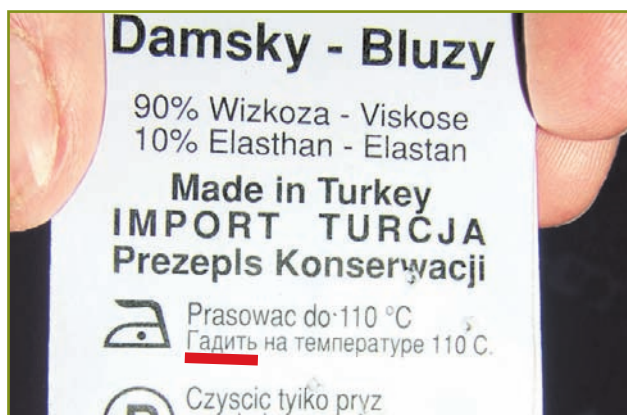 Damsky - Bluzy
90% Wizkoza - Viskose
10% Elasthan - Elastan
Made in Turkey
IMPORT TURCJA
Prezepls Konserwacji
Prasowac do 110 °C
Гадить на температуре 110 C.
Czyscic tyiko pryz